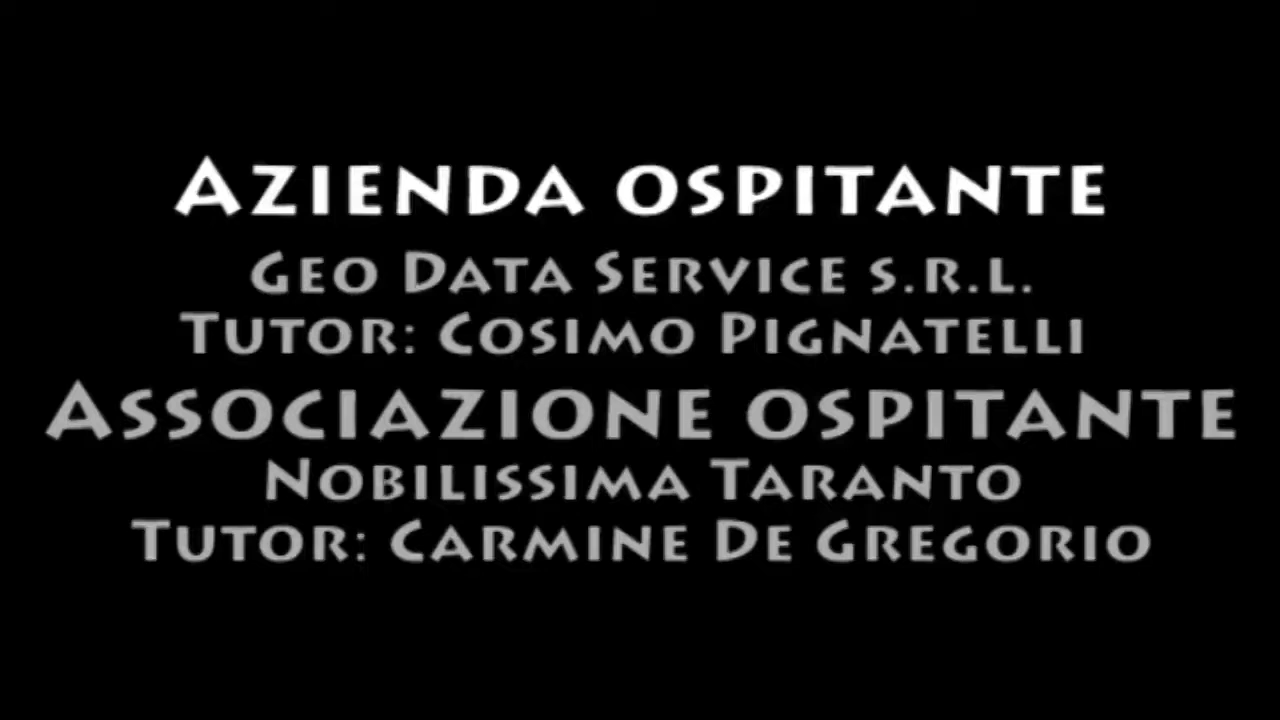 Azienda ospitante
Geo Data Service s.r.l.
Tutor: Cosimo Pignatelli
Associazione ospitante
Nobilissima Taranto
Tutor: Carmine De Gregorio